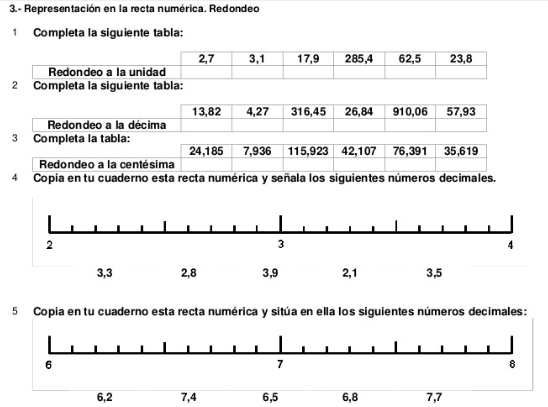 3.- Representación en la recta numérica. Redondeo
1 Completa la siguiente tabla:
2,7 3,1 17,9 285,4 62,5 23,8
Redondeo a la unidad
2 Completa la siguiente tabla:
13,82 4,27 316,45 26,84 910,06 57,93
Redondeo a la décima
3 Completa la tabla:
24,185 7,936 115,923 42,107 76,391 35,619
Redondeo a la centésima
4 Copia en tu cuaderno esta recta numérica y señala los siguientes números decimales.
2 3 4
3,3 2,8 3,9 2,1 3,5
5 Copia en tu cuaderno esta recta numérica y sitúa en ella los siguientes números decimales:
6 7 8
6,2 7,4 6,5 6,8 7,7